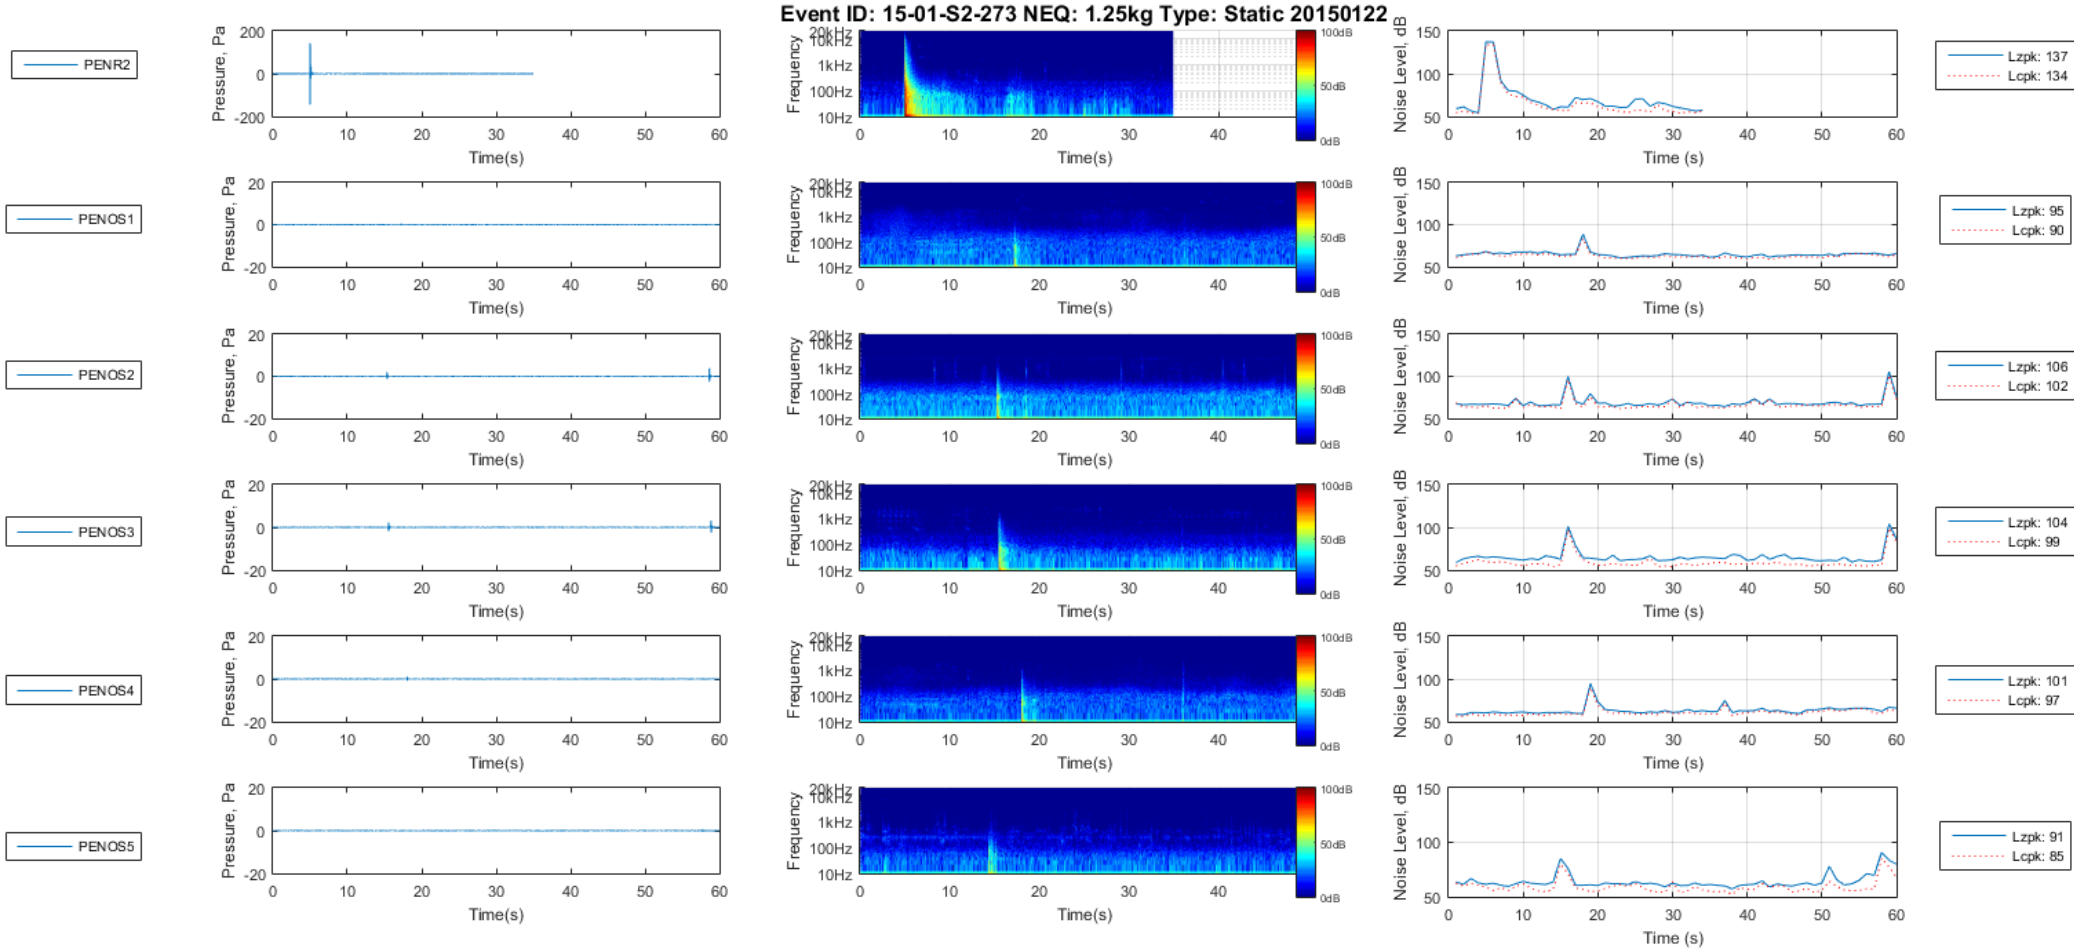 Event ID: 15-01-S2-273 NEQ: 1.25kg Type: Static 20150122
PENR2
Pressure, Pa
200
0
-200
0 10 20 30 40 50 60
Time(s)
Frequency
20kHz
10kHz
1kHz
100Hz
10Hz
0 10 20 30 40
Time(s)
100dB
50dB
0dB
Noise Level, dB
150
100
50
0 10 20 30 40 50 60
Time (s)
Lzpk: 137
Lcpk: 134
PENOS1
Pressure, Pa
20
0
-20
0 10 20 30 40 50 60
Time(s)
Frequency
20kHz
10kHz
1kHz
100Hz
10Hz
0 10 20 30 40
Time(s)
100dB
50dB
0dB
Noise Level, dB
150
100
50
0 10 20 30 40 50 60
Time (s)
Lzpk: 95
Lcpk: 90
PENOS2
Pressure, Pa
20
0
-20
0 10 20 30 40 50 60
Time(s)
Frequency
20kHz
10kHz
1kHz
100Hz
10Hz
0 10 20 30 40
Time(s)
100dB
50dB
0dB
Noise Level, dB
150
100
50
0 10 20 30 40 50 60
Time (s)
Lzpk: 106
Lcpk: 102
PENOS3
Pressure, Pa
20
0
-20
0 10 20 30 40 50 60
Time(s)
Frequency
20kHz
10kHz
1kHz
100Hz
10Hz
0 10 20 30 40
Time(s)
100dB
50dB
0dB
Noise Level, dB
150
100
50
0 10 20 30 40 50 60
Time (s)
Lzpk: 104
Lcpk: 99
PENOS4
Pressure, Pa
20
0
-20
0 10 20 30 40 50 60
Time(s)
Frequency
20kHz
10kHz
1kHz
100Hz
10Hz
0 10 20 30 40
Time(s)
100dB
50dB
0dB
Noise Level, dB
150
100
50
0 10 20 30 40 50 60
Time (s)
Lzpk: 101
Lcpk: 97
PENOS5
Pressure, Pa
20
0
-20
0 10 20 30 40 50 60
Time(s)
Frequency
20kHz
10kHz
1kHz
100Hz
10Hz
0 10 20 30 40
Time(s)
100dB
50dB
0dB
Noise Level, dB
150
100
50
0 10 20 30 40 50 60
Time (s)
Lzpk: 91
Lcpk: 85